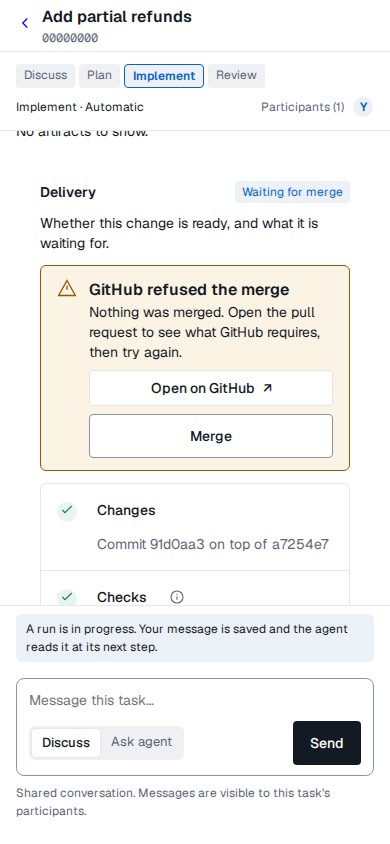 Add partial refunds
00000000
Discuss Plan Implement Review
Implement · Automatic Participants (1) Y
No artifacts to show.
Delivery Waiting for merge
Whether this change is ready, and what it is
waiting for.
GitHub refused the merge
Nothing was merged. Open the pull
request to see what GitHub requires,
then try again.
Open on GitHub
Merge
Changes
Commit 91d0aa3 on top of a7254e7
Checks
A run is in progress. Your message is saved and the agent
reads it at its next step.
Message this task...
Discuss Ask agent Send
Shared conversation. Messages are visible to this task's
participants.